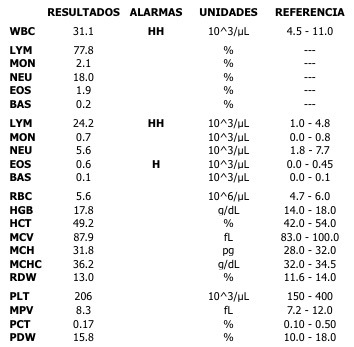 RESULTADOS ALARMAS UNIDADES REFERENCIA
WBC 31.1 HH 10^3/µL 4.5 - 11.0
LYM 77.8 % ---
MON 2.1 % ---
NEU 18.0 % ---
EOS 1.9 % ---
BAS 0.2 % ---
LYM 24.2 HH 10^3/µL 1.0 - 4.8
MON 0.7 10^3/µL 0.0 - 0.8
NEU 5.6 10^3/µL 1.8 - 7.7
EOS 0.6 H 10^3/µL 0.0 - 0.45
BAS 0.1 10^3/µL 0.0 - 0.1
RBC 5.6 10^6/µL 4.7 - 6.0
HGB 17.8 g/dL 14.0 - 18.0
HCT 49.2 % 42.0 - 54.0
MCV 87.9 fL 83.0 - 100.0
MCH 31.8 pg 28.0 - 32.0
MCHC 36.2 g/dL 32.0 - 34.5
RDW 13.0 % 11.6 - 14.0
PLT 206 10^3/µL 150 - 400
MPV 8.3 fL 7.2 - 12.0
PCT 0.17 % 0.10 - 0.50
PDW 15.8 % 10.0 - 18.0